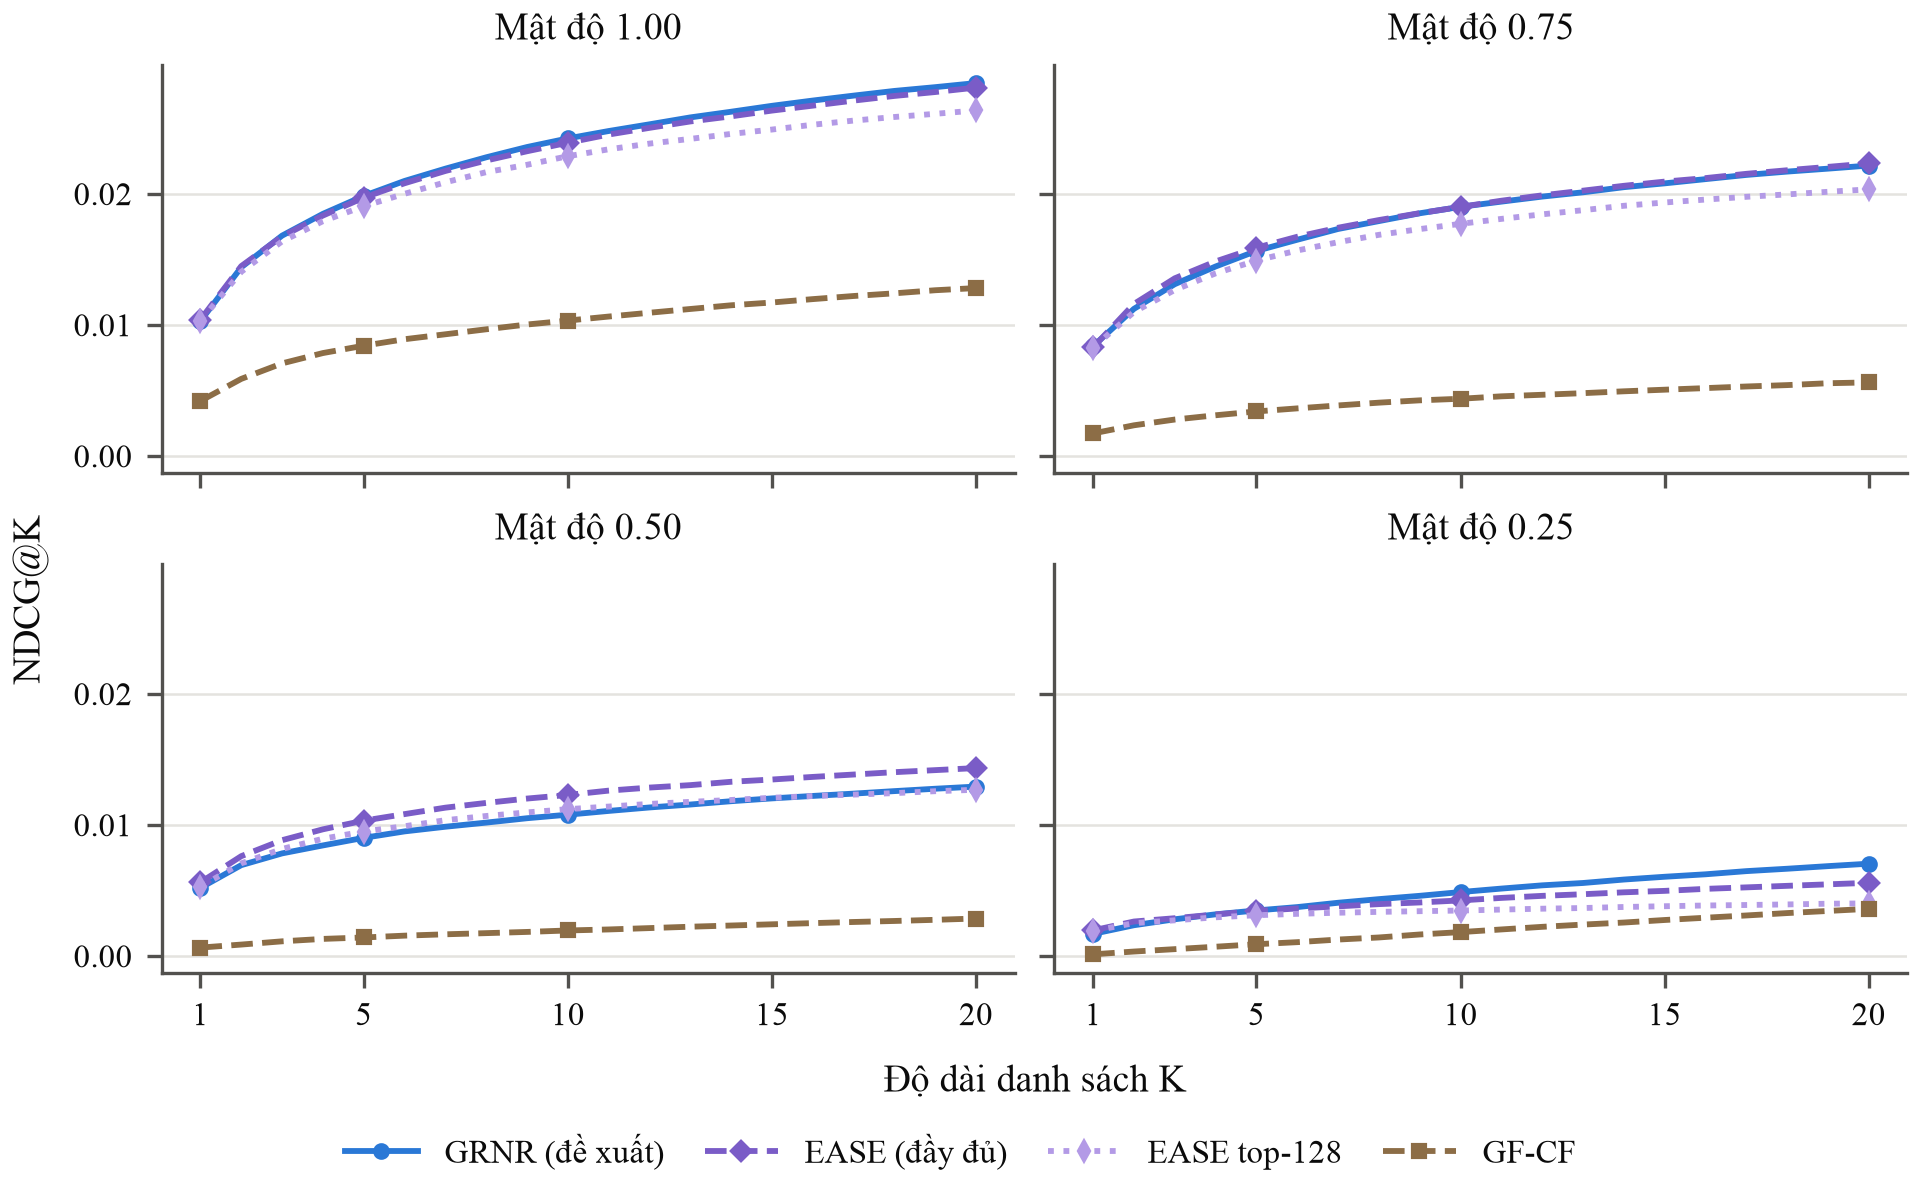 Mật độ 1.00
Mật độ 0.75
0.02
0.01
0.00
Mật độ 0.50
Mật độ 0.25
NDCG@K
0.02
0.01
0.00
1 5 10 15 20
1 5 10 15 20
Độ dài danh sách K
GRNR (đề xuất) EASE (đầy đủ) EASE top-128 GF-CF